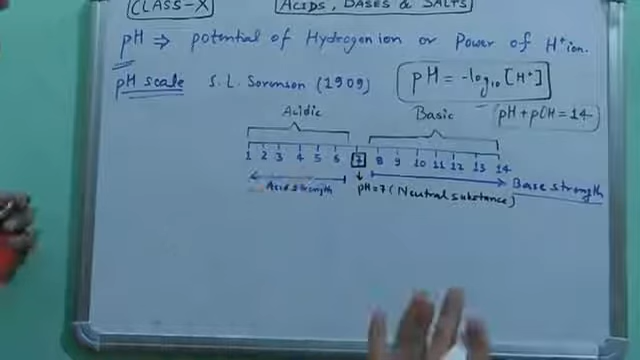 CLASS-X ACIDS, BASES & SALTS
pH ⇒ potential of Hydrogen ion or Power of H⁺ion.
pH scale S.L. Sorenson (1909) pH = -log₁₀[H⁺]
pH + pOH = 14
Acidic Basic
1 2 3 4 5 6 7 8 9 10 11 12 13 14
Acid strength pH=7 (Neutral substance) Base strength